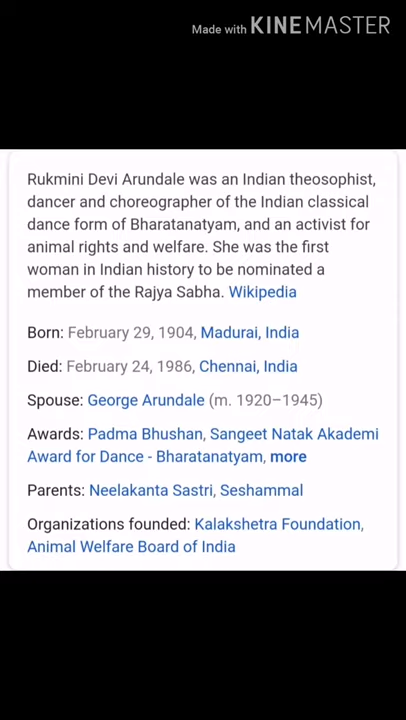 Made with KINEMASTER
Rukmini Devi Arundale was an Indian theosophist,
dancer and choreographer of the Indian classical
dance form of Bharatanatyam, and an activist for
animal rights and welfare. She was the first
woman in Indian history to be nominated a
member of the Rajya Sabha. Wikipedia
Born: February 29, 1904, Madurai, India
Died: February 24, 1986, Chennai, India
Spouse: George Arundale (m. 1920–1945)
Awards: Padma Bhushan, Sangeet Natak Akademi
Award for Dance - Bharatanatyam, more
Parents: Neelakanta Sastri, Seshammal
Organizations founded: Kalakshetra Foundation,
Animal Welfare Board of India